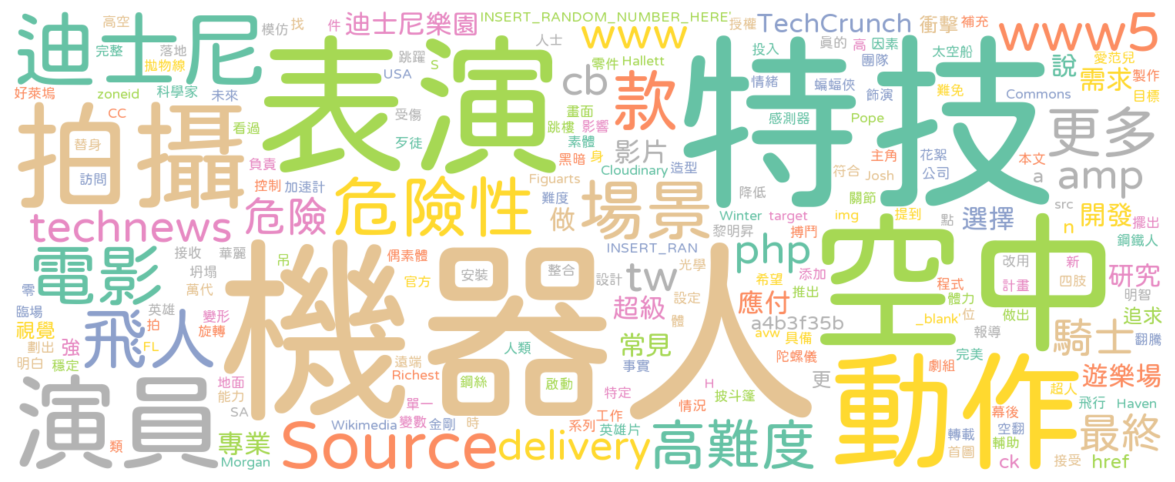 迪士尼
完整
落地
模仿
找
件
迪士尼樂園
INSERT_RANDOM_NUMBER_HERE'
www
授權
TechCrunch
衝擊
補充
www5
拋物線
人士
跳躍
S
零件
Hallett
投入
真的
高
因素
太空船
愛范兒
好萊塢
zoneid
科學家
未來
表演
USA
cb
款
情緒
團隊
蝙蝠俠
特技
說
需求
製作
目標
CC
看過
受傷
畫面
跳樓
影響
飾演
難免
Commons
拍攝
替身
歹徒
素體
黑暗
身
感測器
Pope
更多
訪問
負責
影片
Cloudinary
造型
主角
花絮
本文
控制
加速計
Figuarts
符合
Josh
公司
a
amp
technews
危險
危險性
難度
做
場景
降低
關節
提到
src
Winter
target
img
點
選擇
n
開發
擺出
電影
接收
華麗
偶素體
INSERT_RAN
黎明昇
搏鬥
php
空中
鋼鐵人
零
坍塌
吊
官方
安裝
整合
設計
光學
tw
希望
添加
改用
新
研究
萬代
機器人
超級
設定
推出
應付
程式
計畫
四肢
臨場
英雄
變形
體
體力
明智
視覺
拍
旋轉
飛人
a4b3f35b
_blank'
位
做出
追求
劃出
強
FL
人類
常見
avw
具備
陀螺儀
報導
騎士
翻騰
明白
穩定
遠端
事實
完美
演員
地面
能力
Richest
鋼絲
啟動
特定
H
披斗篷
情況
動作
劇組
超人
遊樂場
SA
單一
更
飛行
Haven
類
專業
Morgan
Wikimedia
變數
金剛
時
系列
工作
英雄片
幕後
轉載
空翻
輔助
最終
高空
Source
delivery
高難度
首圖
ck
接受
href